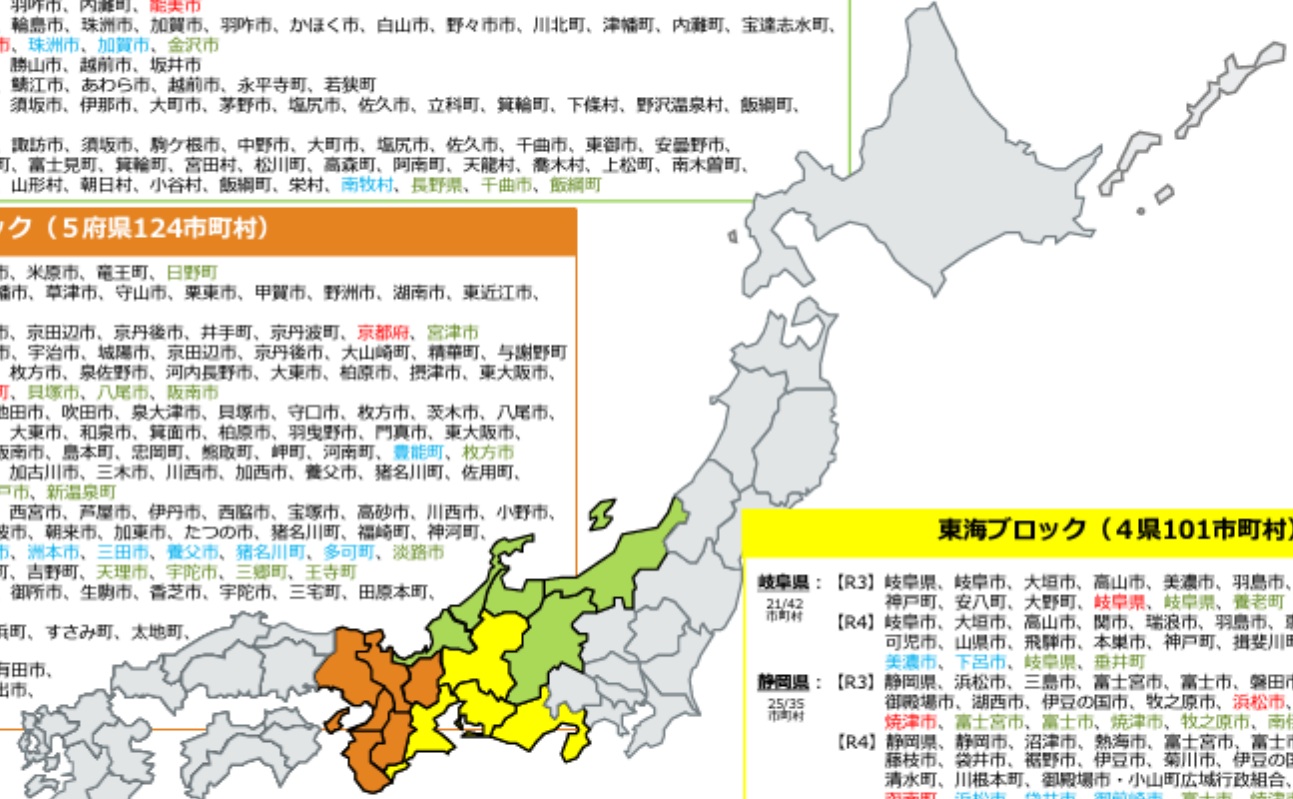 羽咋市、内灘町、能美市
輪島市、珠洲市、加賀市、羽咋市、かほく市、白山市、野々市市、川北町、津幡町、内灘町、宝達志水町、
市、珠洲市、加賀市、金沢市
勝山市、越前市、坂井市
鯖江市、あわら市、越前市、永平寺町、若狭町
須坂市、伊那市、大町市、茅野市、塩尻市、佐久市、立科町、箕輪町、下條村、野沢温泉村、飯綱町、
諏訪市、須坂市、駒ケ根市、中野市、大町市、塩尻市、佐久市、千曲市、東御市、安曇野市、
町、富士見町、箕輪町、宮田村、松川町、高森町、阿南町、天龍村、喬木村、上松町、南木曽町、
山形村、朝日村、小谷村、飯綱町、栄村、南牧村、長野県、千曲市、飯綱町
ック（５府県124市町村）
市、米原市、竜王町、日野町
幡市、草津市、守山市、栗東市、甲賀市、野洲市、湖南市、東近江市、
市、京田辺市、京丹後市、井手町、京丹波町、京都府、宮津市
市、宇治市、城陽市、京田辺市、京丹後市、大山崎町、精華町、与謝野町
枚方市、泉佐野市、河内長野市、大東市、柏原市、摂津市、東大阪市、
町、貝塚市、八尾市、阪南市
池田市、吹田市、泉大津市、貝塚市、守口市、枚方市、茨木市、八尾市、
大東市、和泉市、箕面市、柏原市、羽曳野市、門真市、東大阪市、
阪南市、島本町、忠岡町、熊取町、岬町、河南町、豊能町、枚方市
加古川市、三木市、川西市、加西市、養父市、猪名川町、佐用町、
戸市、新温泉町
西宮市、芦屋市、伊丹市、西脇市、宝塚市、高砂市、川西市、小野市、
波市、朝来市、加東市、たつの市、猪名川町、福崎町、神河町、
市、洲本市、三田市、養父市、猪名川町、多可町、淡路市
町、吉野町、天理市、宇陀市、三郷町、王寺町
御所市、生駒市、香芝市、宇陀市、三宅町、田原本町、
浜町、すさみ町、太地町、
有田市、
出市、
東海ブロック（４県101市町村）
岐阜県：【R3】岐阜県、岐阜市、大垣市、高山市、美濃市、羽島市、
21/42
市町村
神戸町、安八町、大野町、岐阜県、岐阜県、養老町
【R4】岐阜市、大垣市、高山市、関市、瑞浪市、羽島市、
可児市、山県市、飛騨市、本巣市、神戸町、揖斐川町
美濃市、下呂市、岐阜県、垂井町
静岡県：【R3】静岡県、浜松市、三島市、富士宮市、富士市、磐田市
25/35
市町村
御殿場市、湖西市、伊豆の国市、牧之原市、浜松市、
焼津市、富士宮市、富士市、焼津市、牧之原市、南伊
【R4】静岡県、静岡市、沼津市、熱海市、富士宮市、富士市
藤枝市、袋井市、裾野市、伊豆市、菊川市、伊豆の国
清水町、川根本町、御殿場市・小山町広域行政組合、